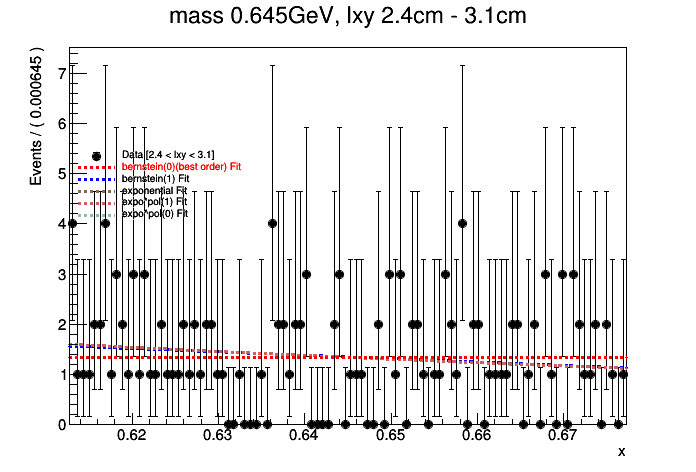 mass 0.645GeV, lxy 2.4cm - 3.1cm
Events / ( 0.000645 )
7
6
5
4
3
2
1
0
Data [2.4 < lxy < 3.1]
bernstein(0)(best order) Fit
bernstein(1) Fit
exponential Fit
expo*pol(1) Fit
expo*pol(0) Fit
0.62 0.63 0.64 0.65 0.66 0.67
x